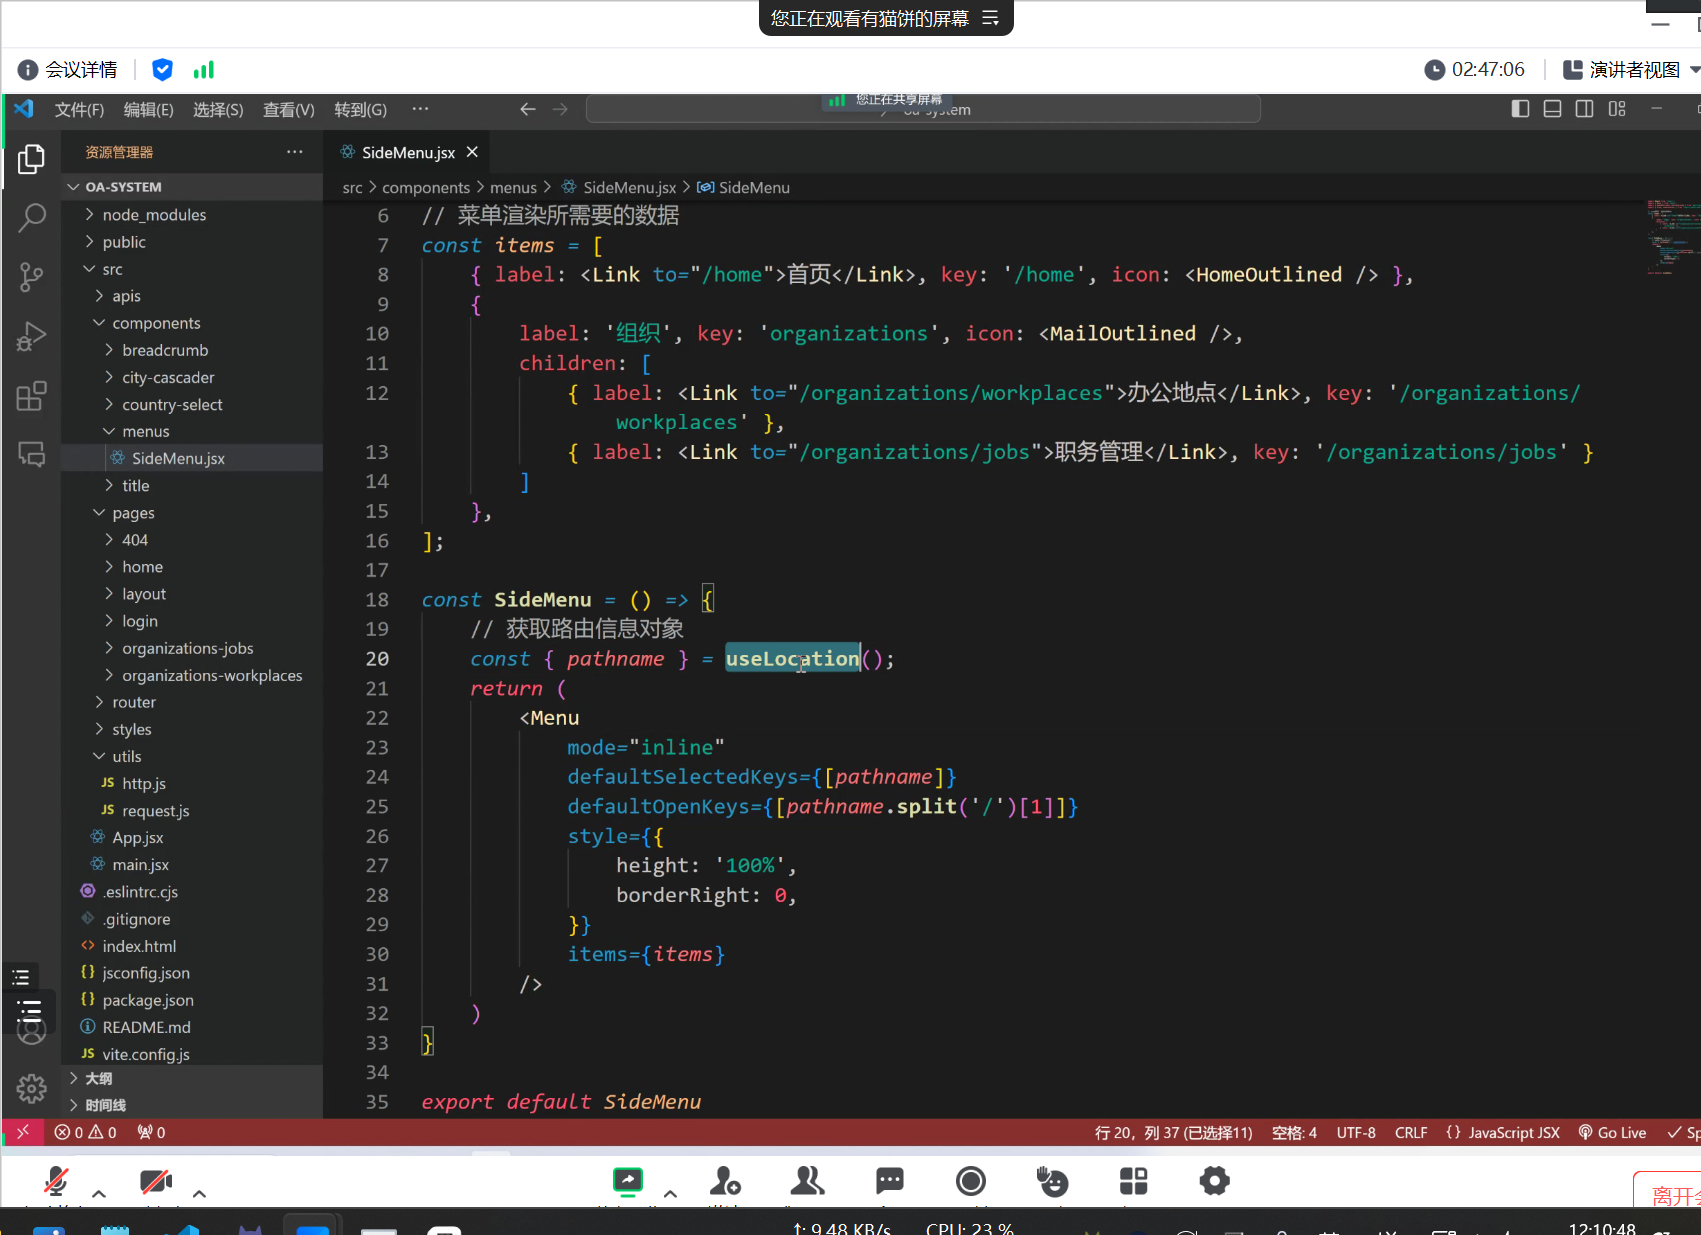 您正在观看有猫饼的屏幕
会议详情
02:47:06
演讲者视图
文件(F) 编辑(E) 选择(S) 查看(V) 转到(G) ···
您正在共享屏幕
oa-system
资源管理器
OA-SYSTEM
node_modules
public
src
apis
components
breadcrumb
city-cascader
country-select
menus
SideMenu.jsx
title
pages
404
home
layout
login
organizations-jobs
organizations-workplaces
router
styles
utils
JS http.js
JS request.js
App.jsx
main.jsx
.eslintrc.cjs
.gitignore
<> index.html
{} jsconfig.json
{} package.json
README.md
JS vite.config.js
大纲
时间线
SideMenu.jsx
src > components > menus > SideMenu.jsx > SideMenu
6 // 菜单渲染所需要的数据
7 const items = [
8 { label: <Link to="/home">首页</Link>, key: '/home', icon: <HomeOutlined /> },
9 {
10 label: '组织', key: 'organizations', icon: <MailOutlined />,
11 children: [
12 { label: <Link to="/organizations/workplaces">办公地点</Link>, key: '/organizations/
workplaces' },
13 { label: <Link to="/organizations/jobs">职务管理</Link>, key: '/organizations/jobs' }
14 ]
15 },
16 ];
17
18 const SideMenu = () => {
19 // 获取路由信息对象
20 const { pathname } = useLocation();
21 return (
22 <Menu
23 mode="inline"
24 defaultSelectedKeys={[pathname]}
25 defaultOpenKeys={[pathname.split('/')[1]]}
26 style={{
27 height: '100%',
28 borderRight: 0,
29 }}
30 items={items}
31 />
32 )
33 }
34
35 export default SideMenu
0 0 0
行 20, 列 37 (已选择11) 空格: 4 UTF-8 CRLF {} JavaScript JSX Go Live Sp
离开会
↑: 9.48 KB/s CPU: 23 % 12:10:48